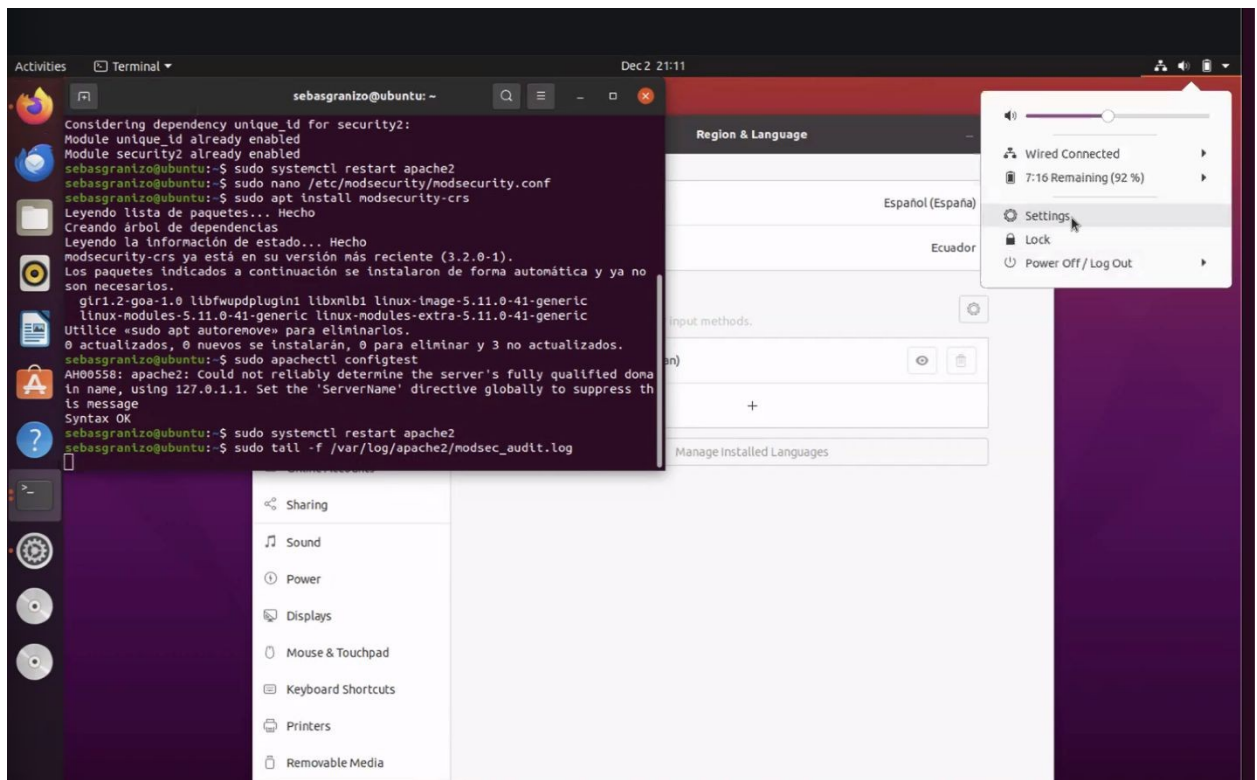 Activities
Terminal
Dec 2 21:11
sebasgranizo@ubuntu: ~
Considering dependency unique_id for security2:
Module unique_id already enabled
Module security2 already enabled
sebasgranizo@ubuntu:~$ sudo systemctl restart apache2
sebasgranizo@ubuntu:~$ sudo nano /etc/modsecurity/modsecurity.conf
sebasgranizo@ubuntu:~$ sudo apt install modsecurity-crs
Leyendo lista de paquetes... Hecho
Creando árbol de dependencias
Leyendo la información de estado... Hecho
modsecurity-crs ya está en su versión más reciente (3.2.0-1).
Los paquetes indicados a continuación se instalaron de forma automática y ya no
son necesarios.
gir1.2-goa-1.0 libfwupdplugin1 libxmlb1 linux-image-5.11.0-41-generic
linux-modules-5.11.0-41-generic linux-modules-extra-5.11.0-41-generic
Utilice «sudo apt autoremove» para eliminarlos.
0 actualizados, 0 nuevos se instalarán, 0 para eliminar y 3 no actualizados.
sebasgranizo@ubuntu:~$ sudo apachectl configtest
AH00558: apache2: Could not reliably determine the server's fully qualified doma
in name, using 127.0.1.1. Set the 'ServerName' directive globally to suppress th
is message
Syntax OK
sebasgranizo@ubuntu:~$ sudo systemctl restart apache2
sebasgranizo@ubuntu:~$ sudo tail -f /var/log/apache2/modsec_audit.log
Region & Language
Español (España)
Ecuador
input methods.
an)
+
Manage Installed Languages
Wired Connected
7:16 Remaining (92 %)
Settings
Lock
Power Off / Log Out
Online Accounts
Sharing
Sound
Power
Displays
Mouse & Touchpad
Keyboard Shortcuts
Printers
Removable Media